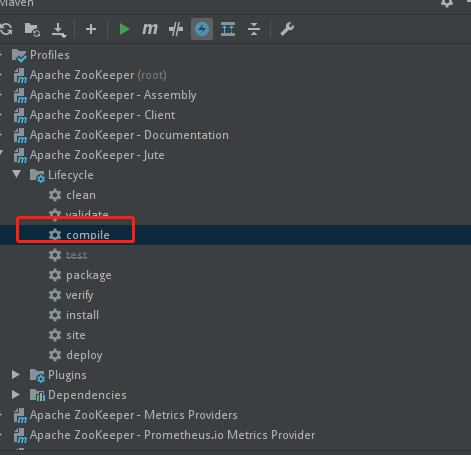 Maven
m
Profiles
Apache ZooKeeper (root)
Apache ZooKeeper - Assembly
Apache ZooKeeper - Client
Apache ZooKeeper - Documentation
Apache ZooKeeper - Jute
Lifecycle
clean
validate
compile
test
package
verify
install
site
deploy
Plugins
Dependencies
Apache ZooKeeper - Metrics Providers
Apache ZooKeeper - Prometheus.io Metrics Provider